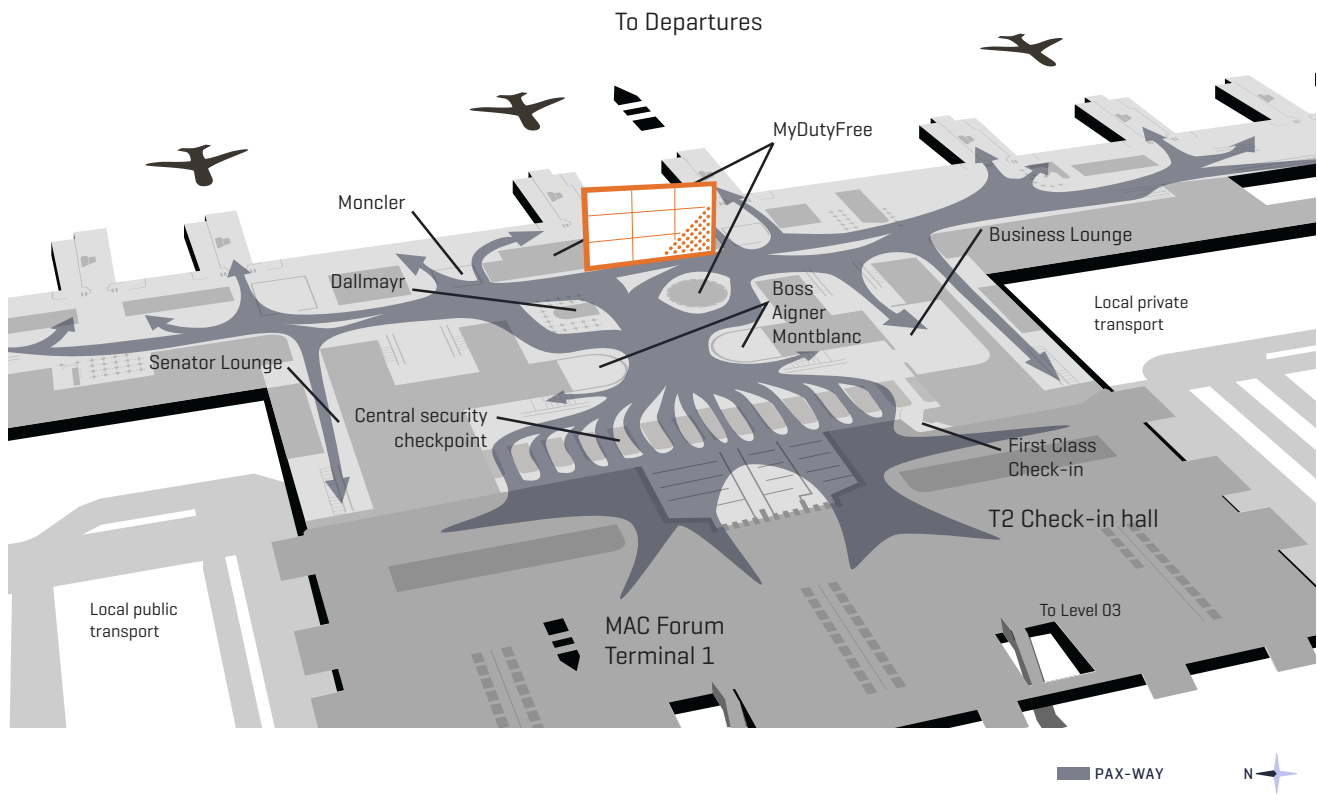 To Departures
MyDutyFree
Moncler
Business Lounge
Dallmayr
Boss
Aigner
Montblanc
Local private
transport
Senator Lounge
Central security
checkpoint
First Class
Check-in
T2 Check-in hall
Local public
transport
To Level 03
MAC Forum
Terminal 1
PAX-WAY
N